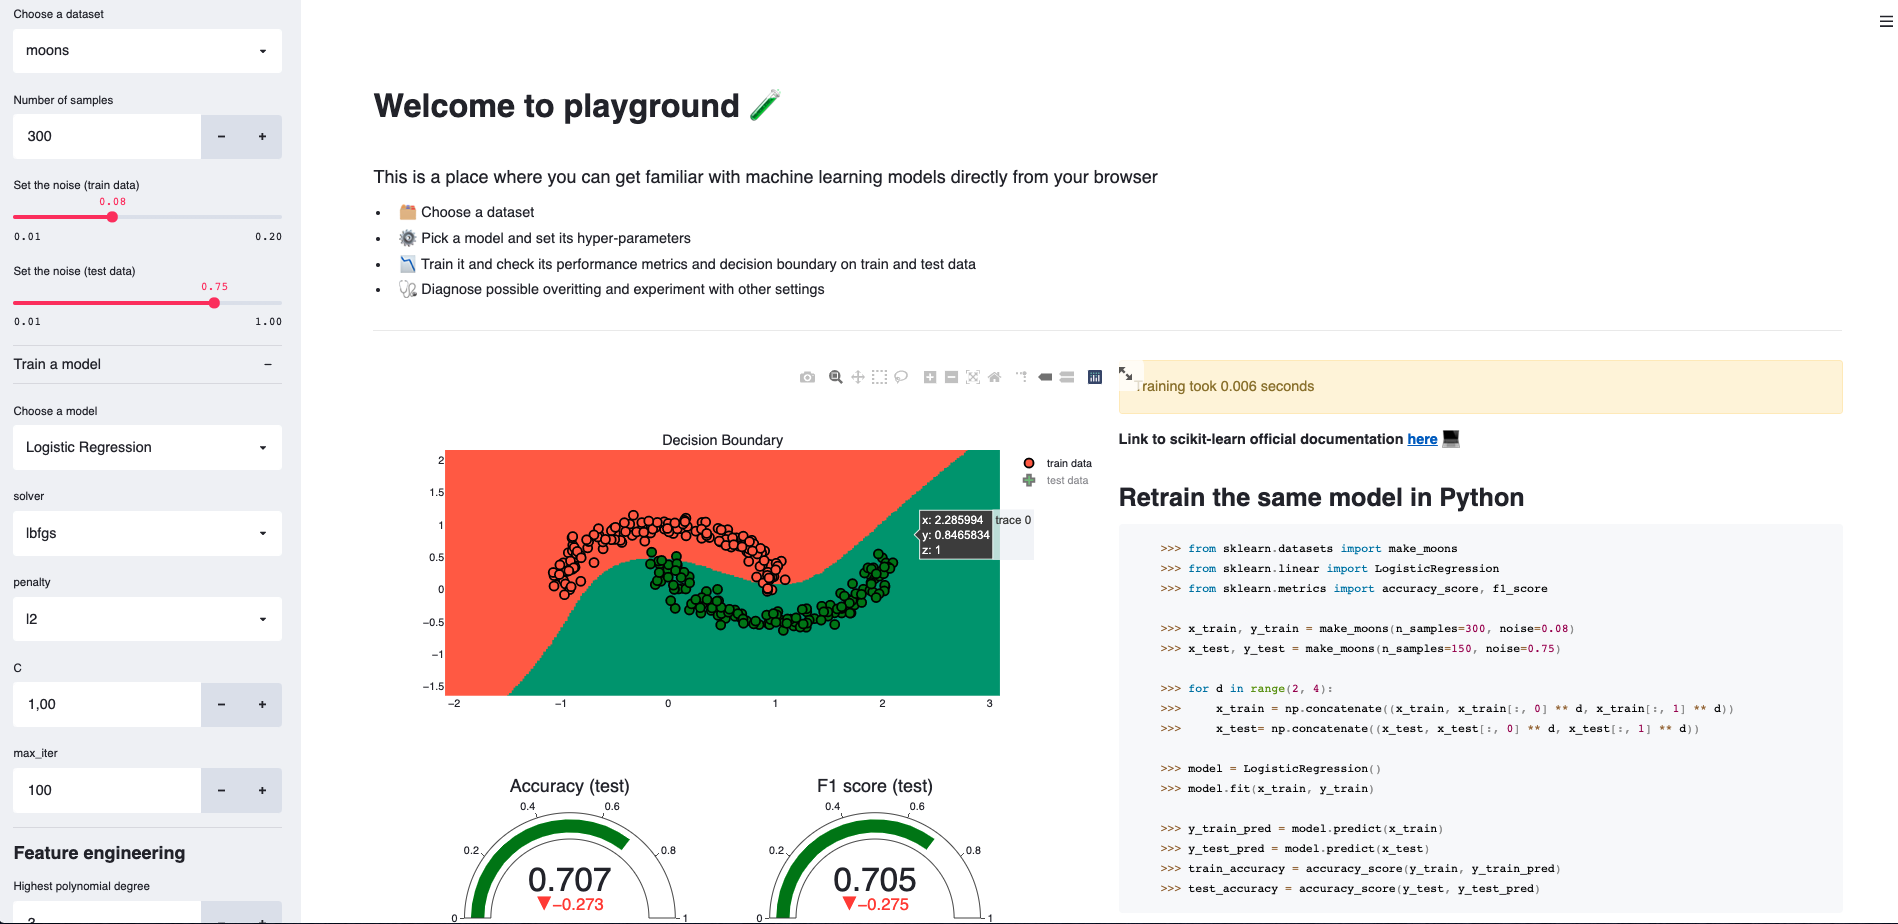 Choose a dataset
moons
Number of samples
300
−
+
Set the noise (train data)
0.08
0.01
0.20
Set the noise (test data)
0.75
0.01
1.00
Train a model
−
Choose a model
Logistic Regression
solver
lbfgs
penalty
l2
C
1,00
−
+
max_iter
100
−
+
Feature engineering
Highest polynomial degree
Welcome to playground
This is a place where you can get familiar with machine learning models directly from your browser
• Choose a dataset
• Pick a model and set its hyper-parameters
• Train it and check its performance metrics and decision boundary on train and test data
• Diagnose possible overitting and experiment with other settings
Decision Boundary
2
1.5
1
0.5
0
−0.5
−1
−1.5
−2
−1
0
1
2
3
train data
test data
x: 2.285994
y: 0.8465834
z: 1
trace 0
Accuracy (test)
0
0.2
0.4
0.6
0.8
1
0.707
▼−0.273
F1 score (test)
0
0.2
0.4
0.6
0.8
1
0.705
▼−0.275
Training took 0.006 seconds
Link to scikit-learn official documentation here
Retrain the same model in Python
>>> from sklearn.datasets import make_moons
>>> from sklearn.linear import LogisticRegression
>>> from sklearn.metrics import accuracy_score, f1_score
>>> x_train, y_train = make_moons(n_samples=300, noise=0.08)
>>> x_test, y_test = make_moons(n_samples=150, noise=0.75)
>>> for d in range(2, 4):
>>>     x_train = np.concatenate((x_train, x_train[:, 0] ** d, x_train[:, 1] ** d))
>>>     x_test= np.concatenate((x_test, x_test[:, 0] ** d, x_test[:, 1] ** d))
>>> model = LogisticRegression()
>>> model.fit(x_train, y_train)
>>> y_train_pred = model.predict(x_train)
>>> y_test_pred = model.predict(x_test)
>>> train_accuracy = accuracy_score(y_train, y_train_pred)
>>> test_accuracy = accuracy_score(y_test, y_test_pred)